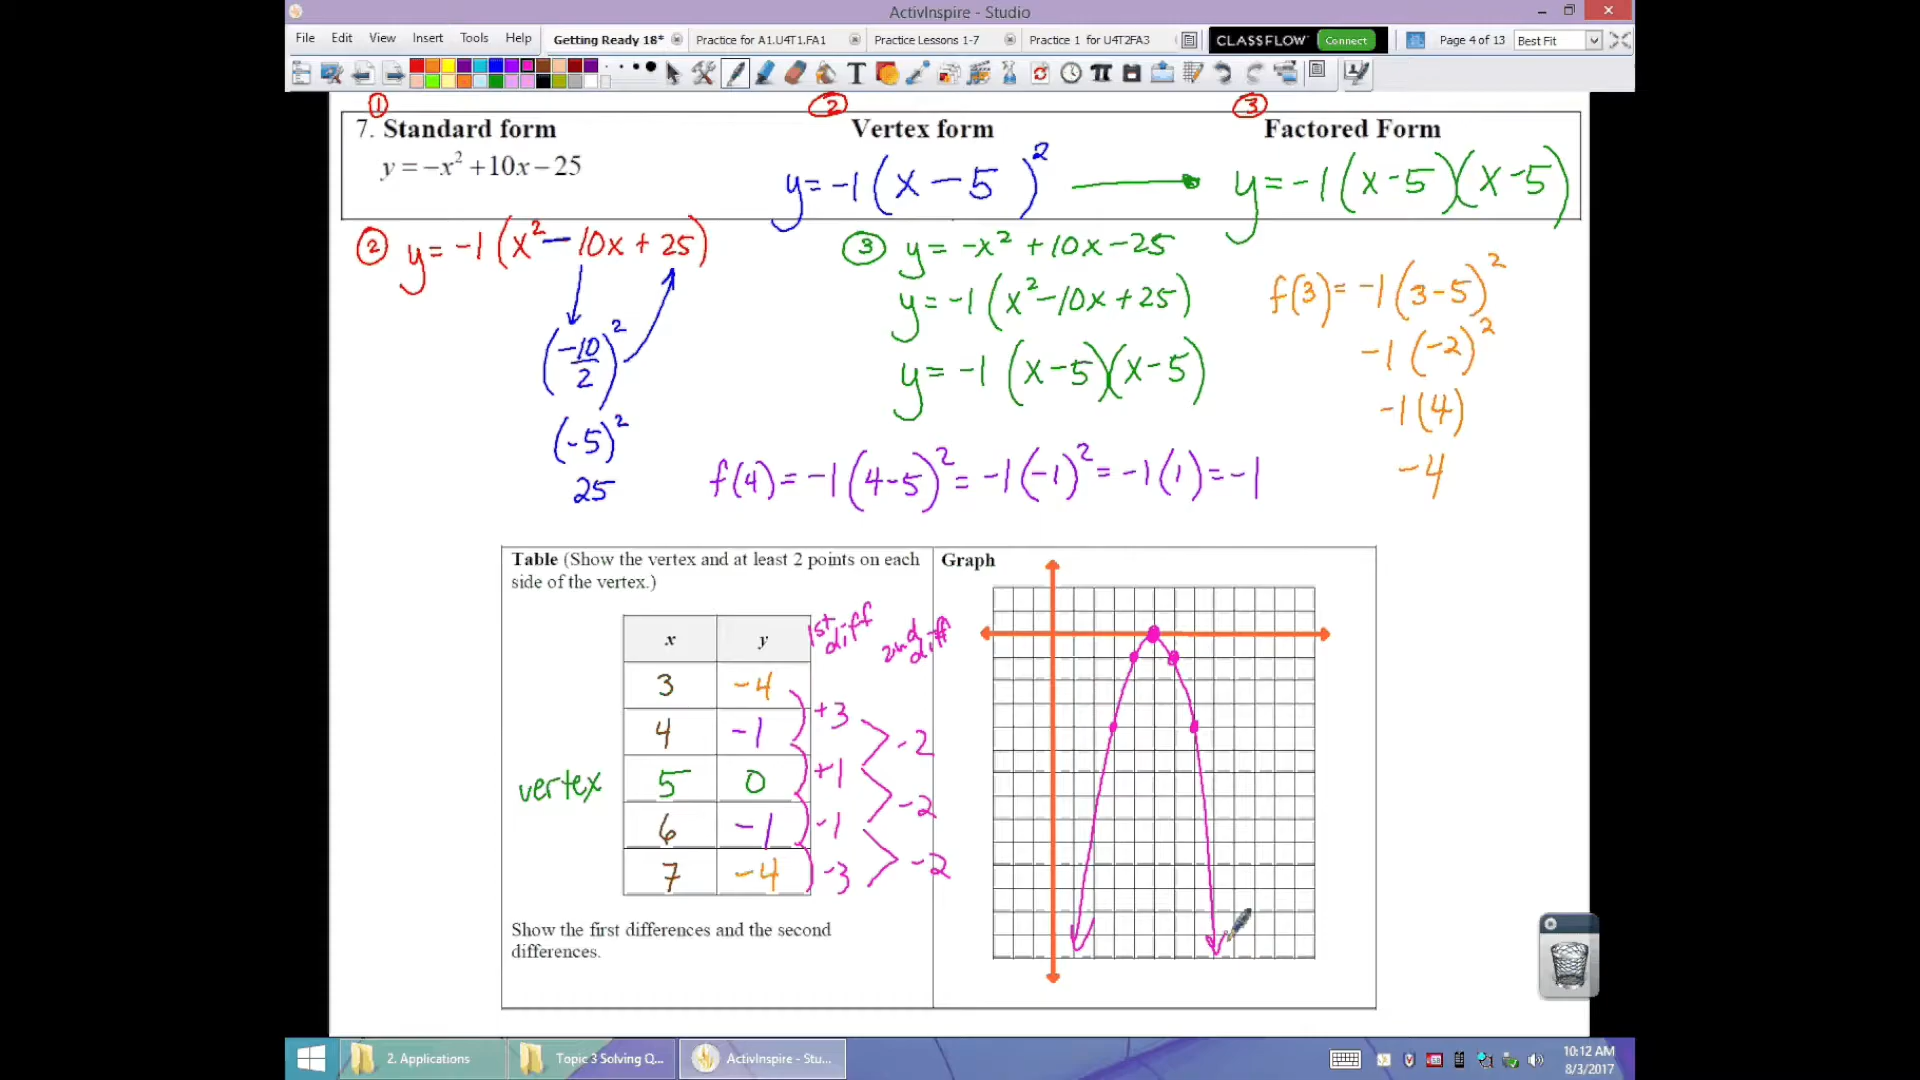 ActivInspire - Studio
File Edit View Insert Tools Help
Getting Ready 18* Practice for A1.U4T1.FA1 Practice Lessons 1-7 Practice 1 for U4T2FA3
CLASSFLOW Connect
Page 4 of 13 Best Fit
① ② ③
7. Standard form Vertex form Factored Form
y = -x² + 10x - 25
y = -1(x - 5)²
y = -1(x-5)(x-5)
② y = -1(x² - 10x + 25)
(-10/2)²
(-5)²
25
③ y = -x² + 10x - 25
y = -1(x² - 10x + 25)
y = -1(x-5)(x-5)
f(3) = -1(3-5)²
-1(-2)²
-1(4)
-4
f(4) = -1(4-5)² = -1(-1)² = -1(1) = -1
Table (Show the vertex and at least 2 points on each
side of the vertex.)
Graph
x y 1st diff 2nd diff
3 -4
+3
4 -1
-2
+1
vertex 5 0
-2
-1
6 -1
-2
-3
7 -4
Show the first differences and the second
differences.
2. Applications Topic 3 Solving Q... ActivInspire - Stu...
10:12 AM
8/3/2017